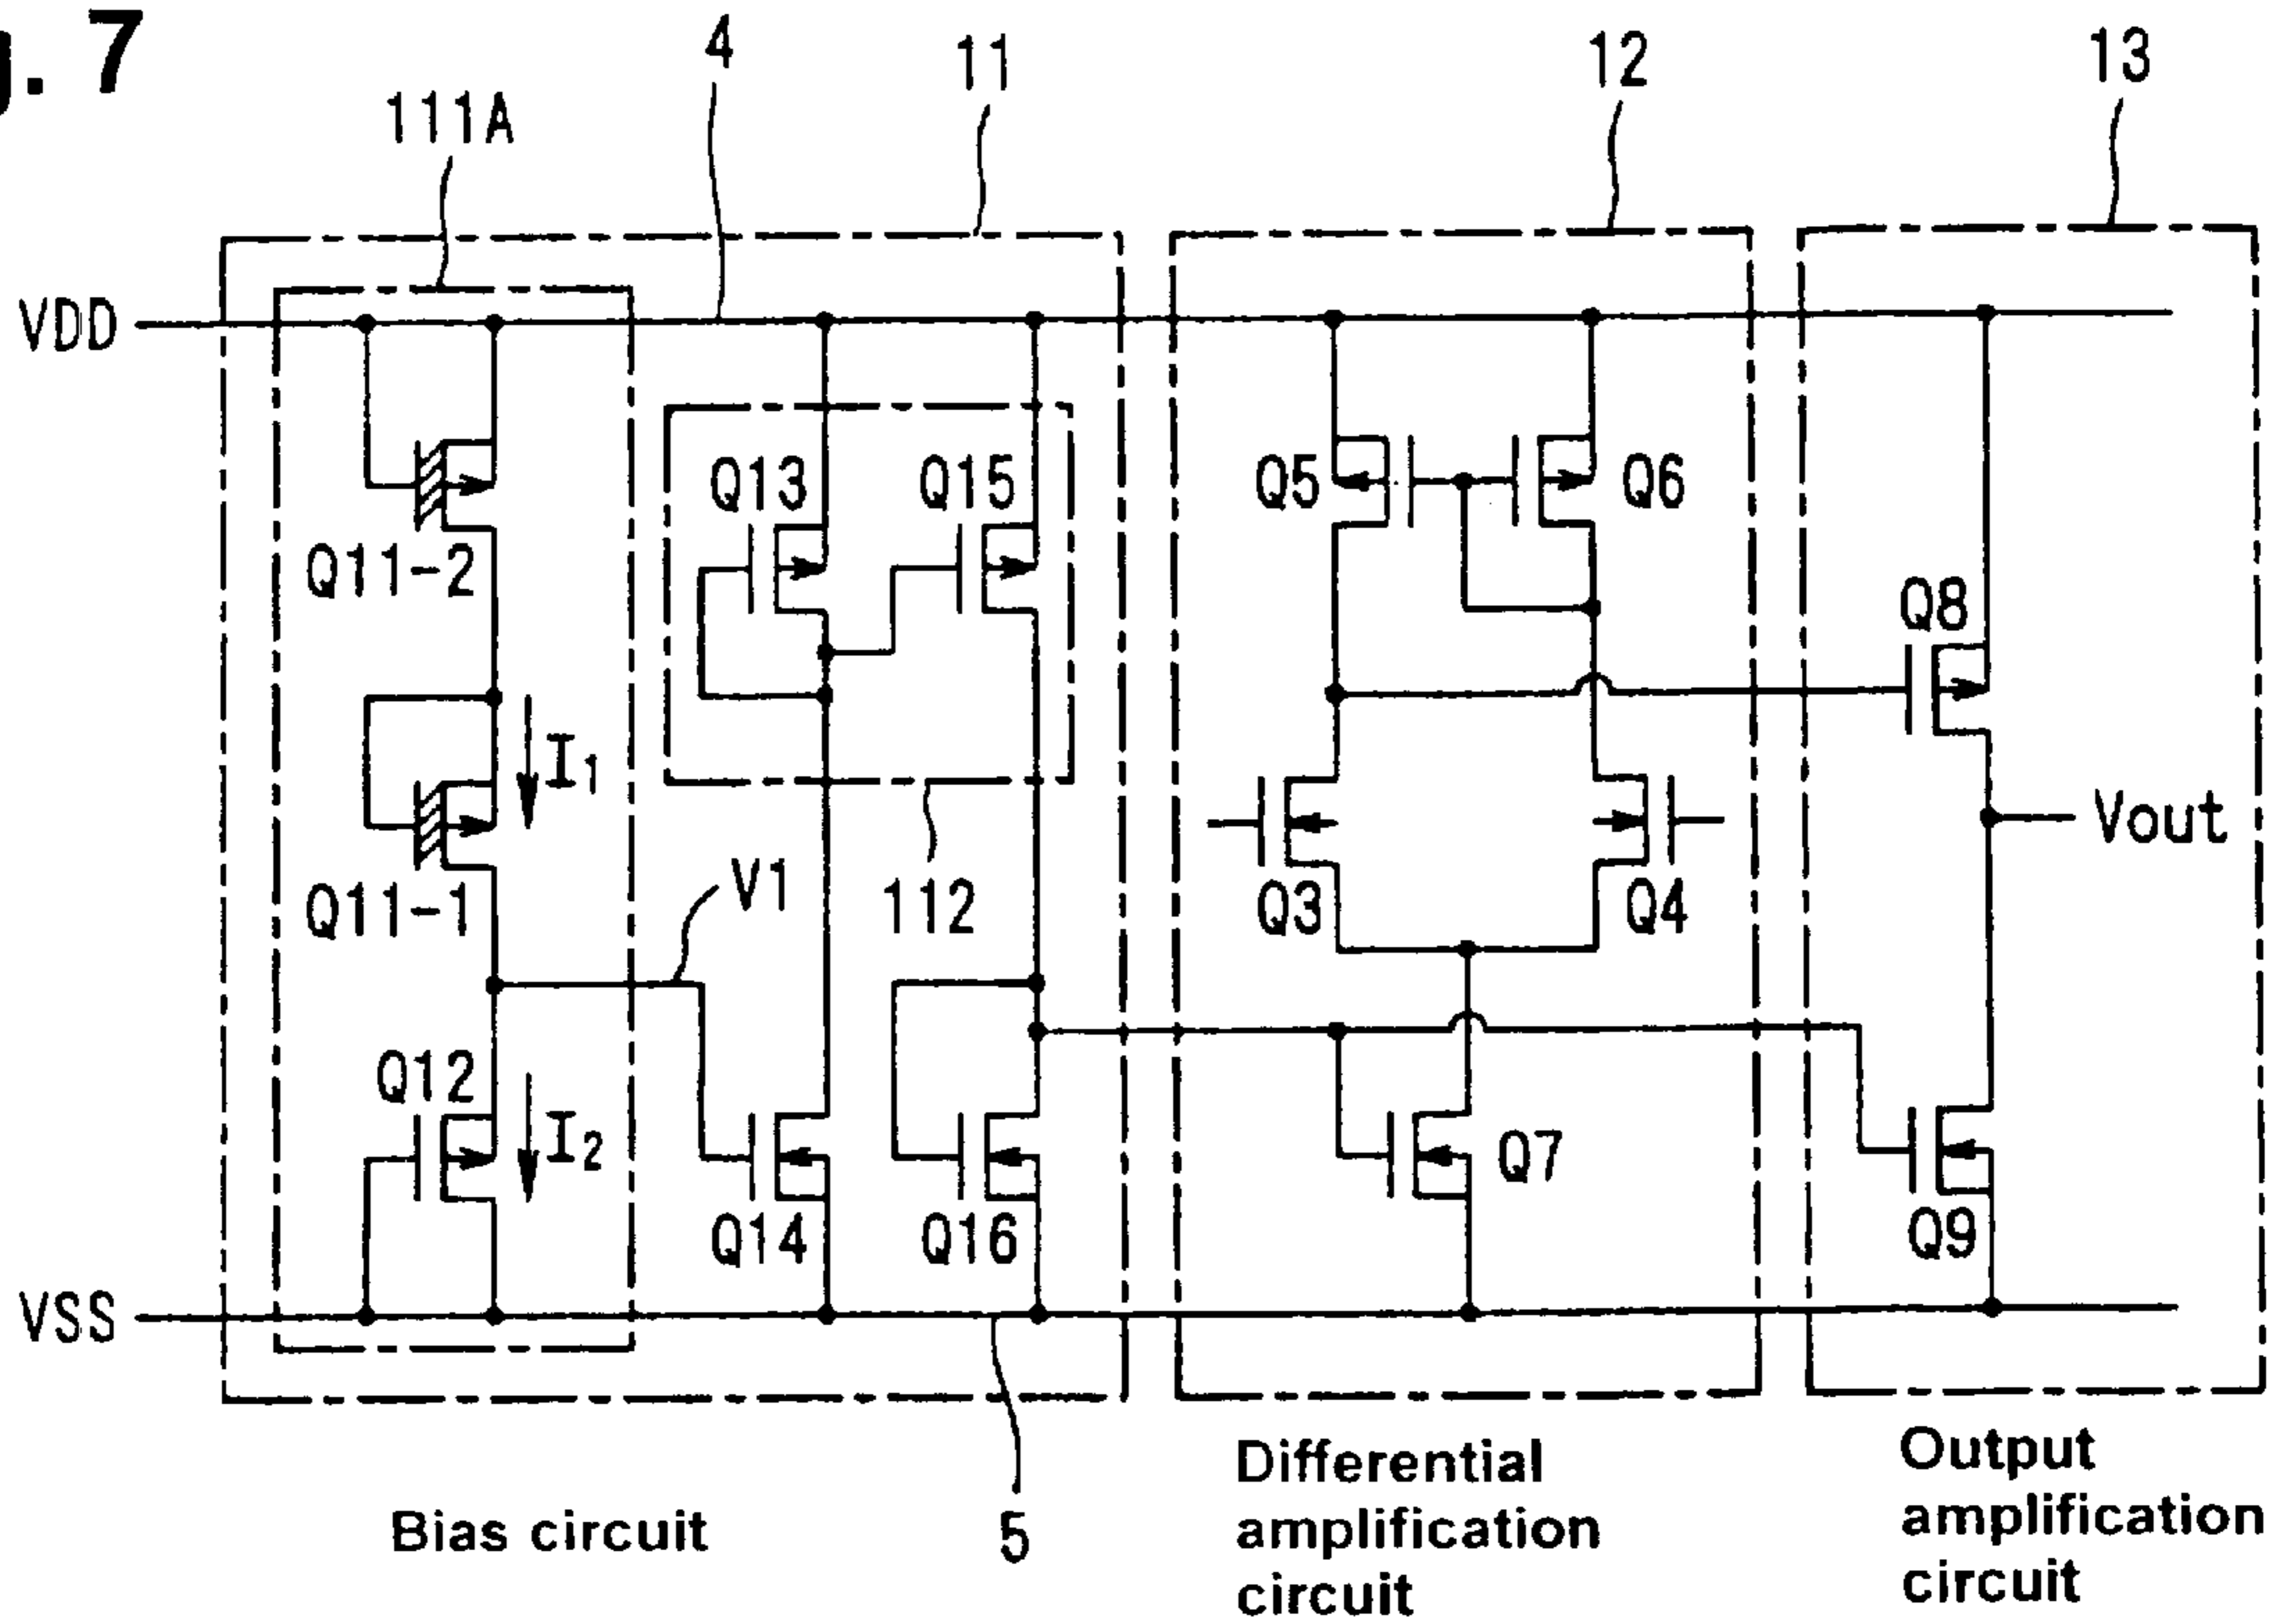 g. 7
4
11
12
13
111A
VDD
Q11-2
Q13
Q15
Q5
Q6
Q8
I1
Vout
Q11-1
V1
112
Q3
Q4
Q12
I2
Q14
Q16
Q7
Q9
VSS
Bias circuit
5
Differential
amplification
circuit
Output
amplification
circuit